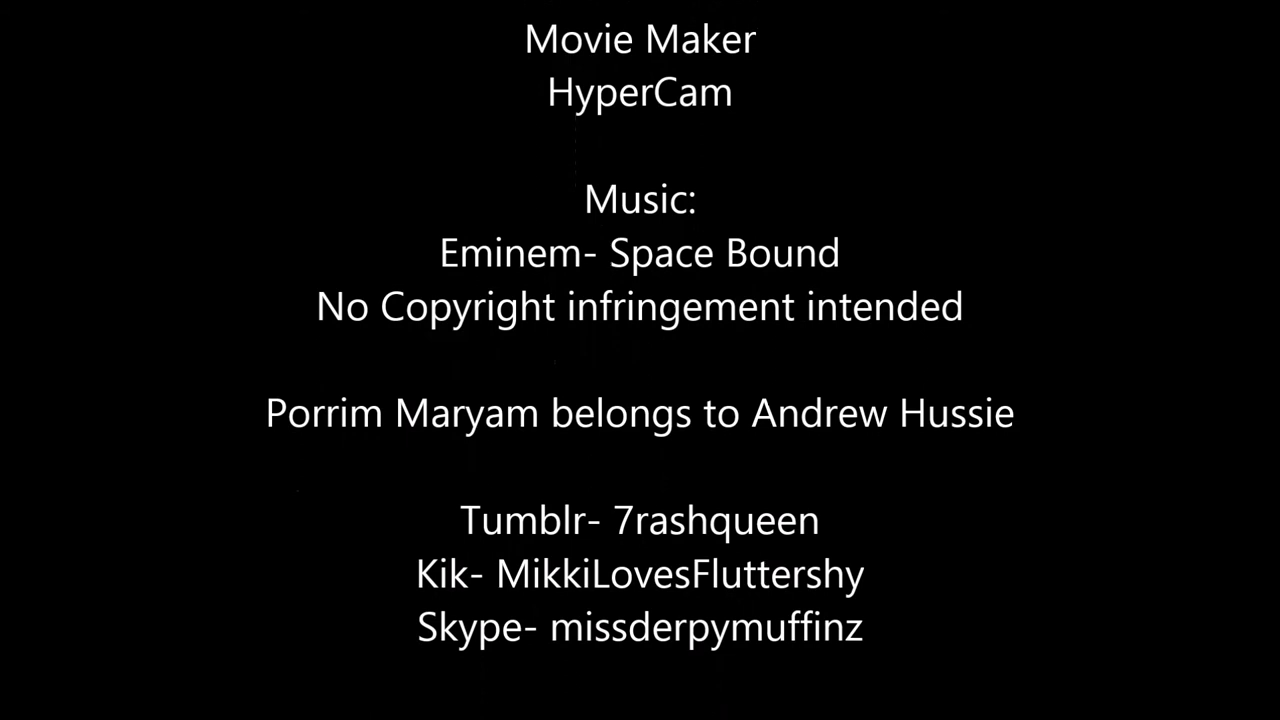 Movie Maker
HyperCam
Music:
Eminem- Space Bound
No Copyright infringement intended
Porrim Maryam belongs to Andrew Hussie
Tumblr- 7rashqueen
Kik- MikkiLovesFluttershy
Skype- missderpymuffinz